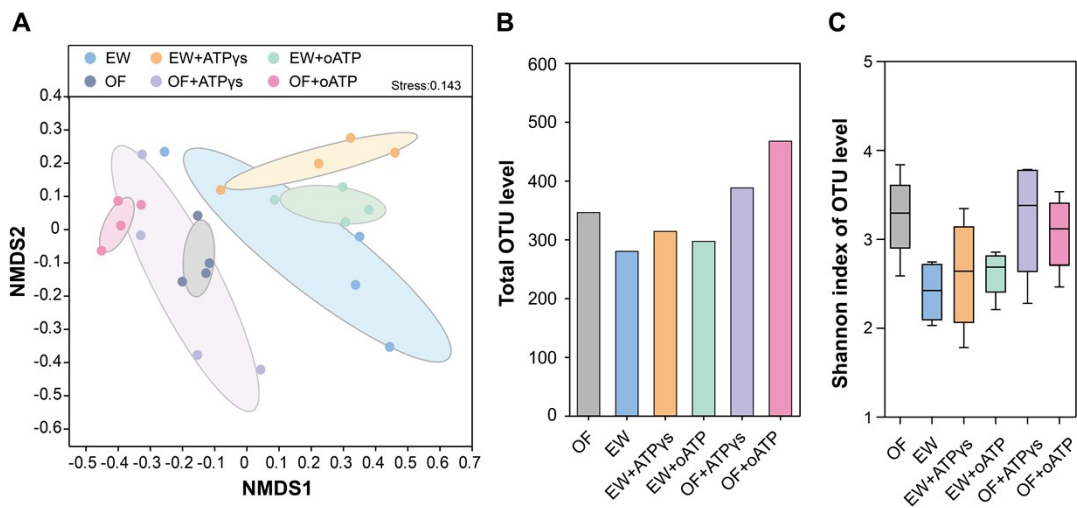 A
EW
EW+ATPγs
EW+oATP
OF
OF+ATPγs
OF+oATP
Stress:0.143
0.4
0.3
0.2
0.1
0
-0.1
-0.2
-0.3
-0.4
-0.5
-0.6
NMDS2
-0.5 -0.4 -0.3 -0.2 -0.1 0 0.1 0.2 0.3 0.4 0.5 0.6 0.7
NMDS1
B
600
500
400
300
200
100
0
Total OTU level
OF
EW
EW+ATPγs
EW+oATP
OF+ATPγs
OF+oATP
C
5
4
3
2
1
Shannon index of OTU level
OF
EW
EW+ATPγs
EW+oATP
OF+ATPγs
OF+oATP